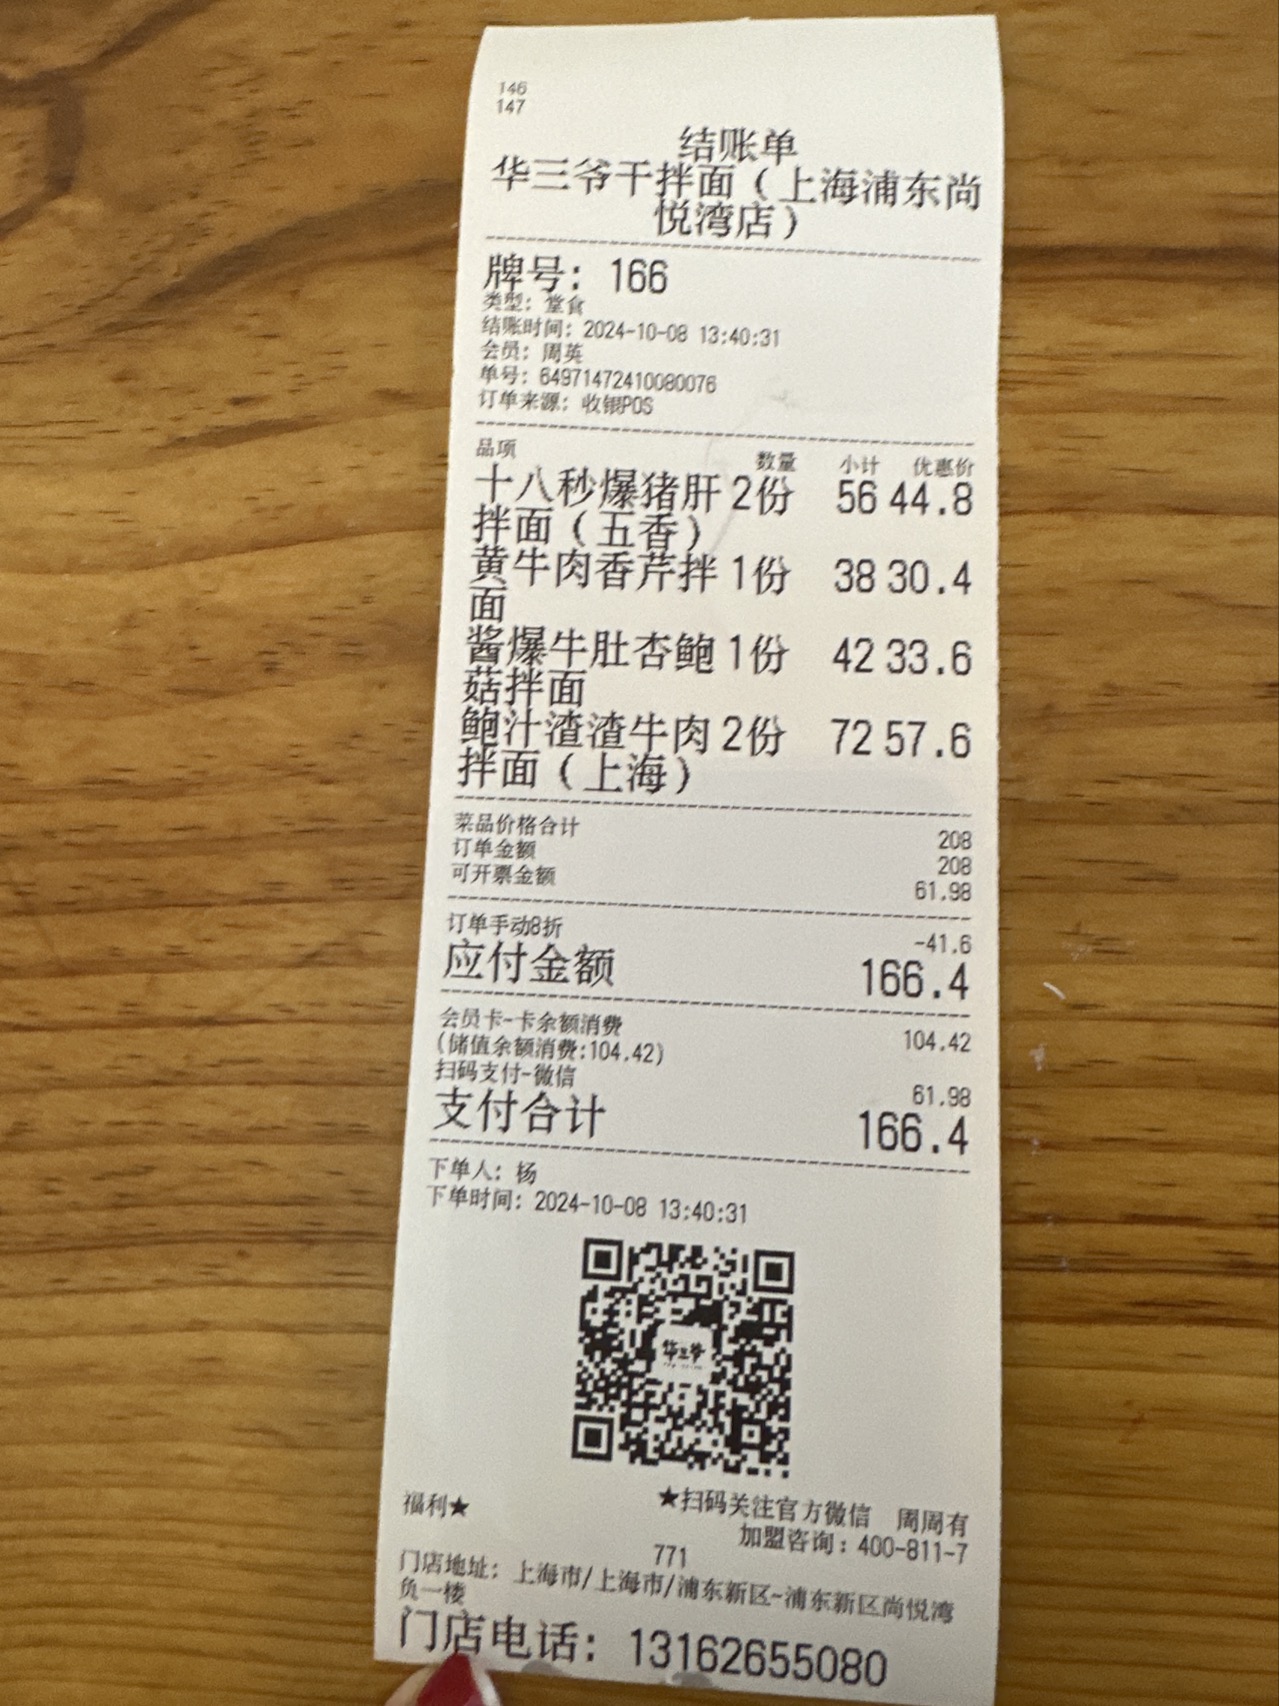 146
147
结账单
华三爷干拌面（上海浦东尚
悦湾店）
牌号：166
类型：堂食
结账时间：2024-10-08 13:40:31
会员：周英
单号：64971472410080076
订单来源：收银POS
品项 数量 小计 优惠价
十八秒爆猪肝 2份 56 44.8
拌面（五香）
黄牛肉香芹拌 1份 38 30.4
面
酱爆牛肚杏鲍 1份 42 33.6
菇拌面
鲍汁渣渣牛肉 2份 72 57.6
拌面（上海）
菜品价格合计 208
订单金额 208
可开票金额 61.98
订单手动8折 -41.6
应付金额 166.4
会员卡-卡余额消费 104.42
(储值余额消费:104.42)
扫码支付-微信 61.98
支付合计 166.4
下单人：杨
下单时间：2024-10-08 13:40:31
华三爷
★扫码关注官方微信 周周有
福利★
加盟咨询：400-811-7
771
门店地址：上海市/上海市/浦东新区-浦东新区尚悦湾
负一楼
门店电话：13162655080